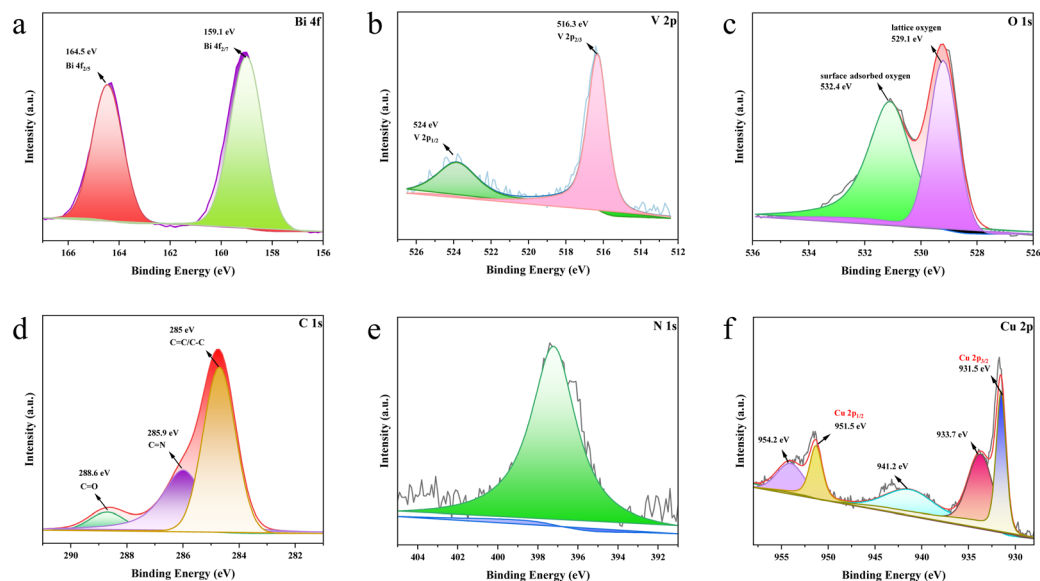 a
Bi 4f
164.5 eV
Bi 4f2/5
159.1 eV
Bi 4f2/7
Intensity (a.u.)
166 164 162 160 158 156
Binding Energy (eV)
b
V 2p
516.3 eV
V 2p2/3
524 eV
V 2p1/2
Intensity (a.u.)
526 524 522 520 518 516 514 512
Binding Energy (eV)
c
O 1s
lattice oxygen
529.1 eV
surface adsorbed oxygen
532.4 eV
Intensity (a.u.)
536 534 532 530 528 526
Binding Energy (eV)
d
C 1s
285 eV
C=C/C-C
285.9 eV
C=N
288.6 eV
C=O
Intensity (a.u.)
290 288 286 284 282
Binding Energy (eV)
e
N 1s
Intensity (a.u.)
404 402 400 398 396 394 392
Binding Energy (eV)
f
Cu 2p
Cu 2p3/2
931.5 eV
Cu 2p1/2
951.5 eV
954.2 eV
933.7 eV
941.2 eV
Intensity (a.u.)
955 950 945 940 935 930
Binding Energy (eV)